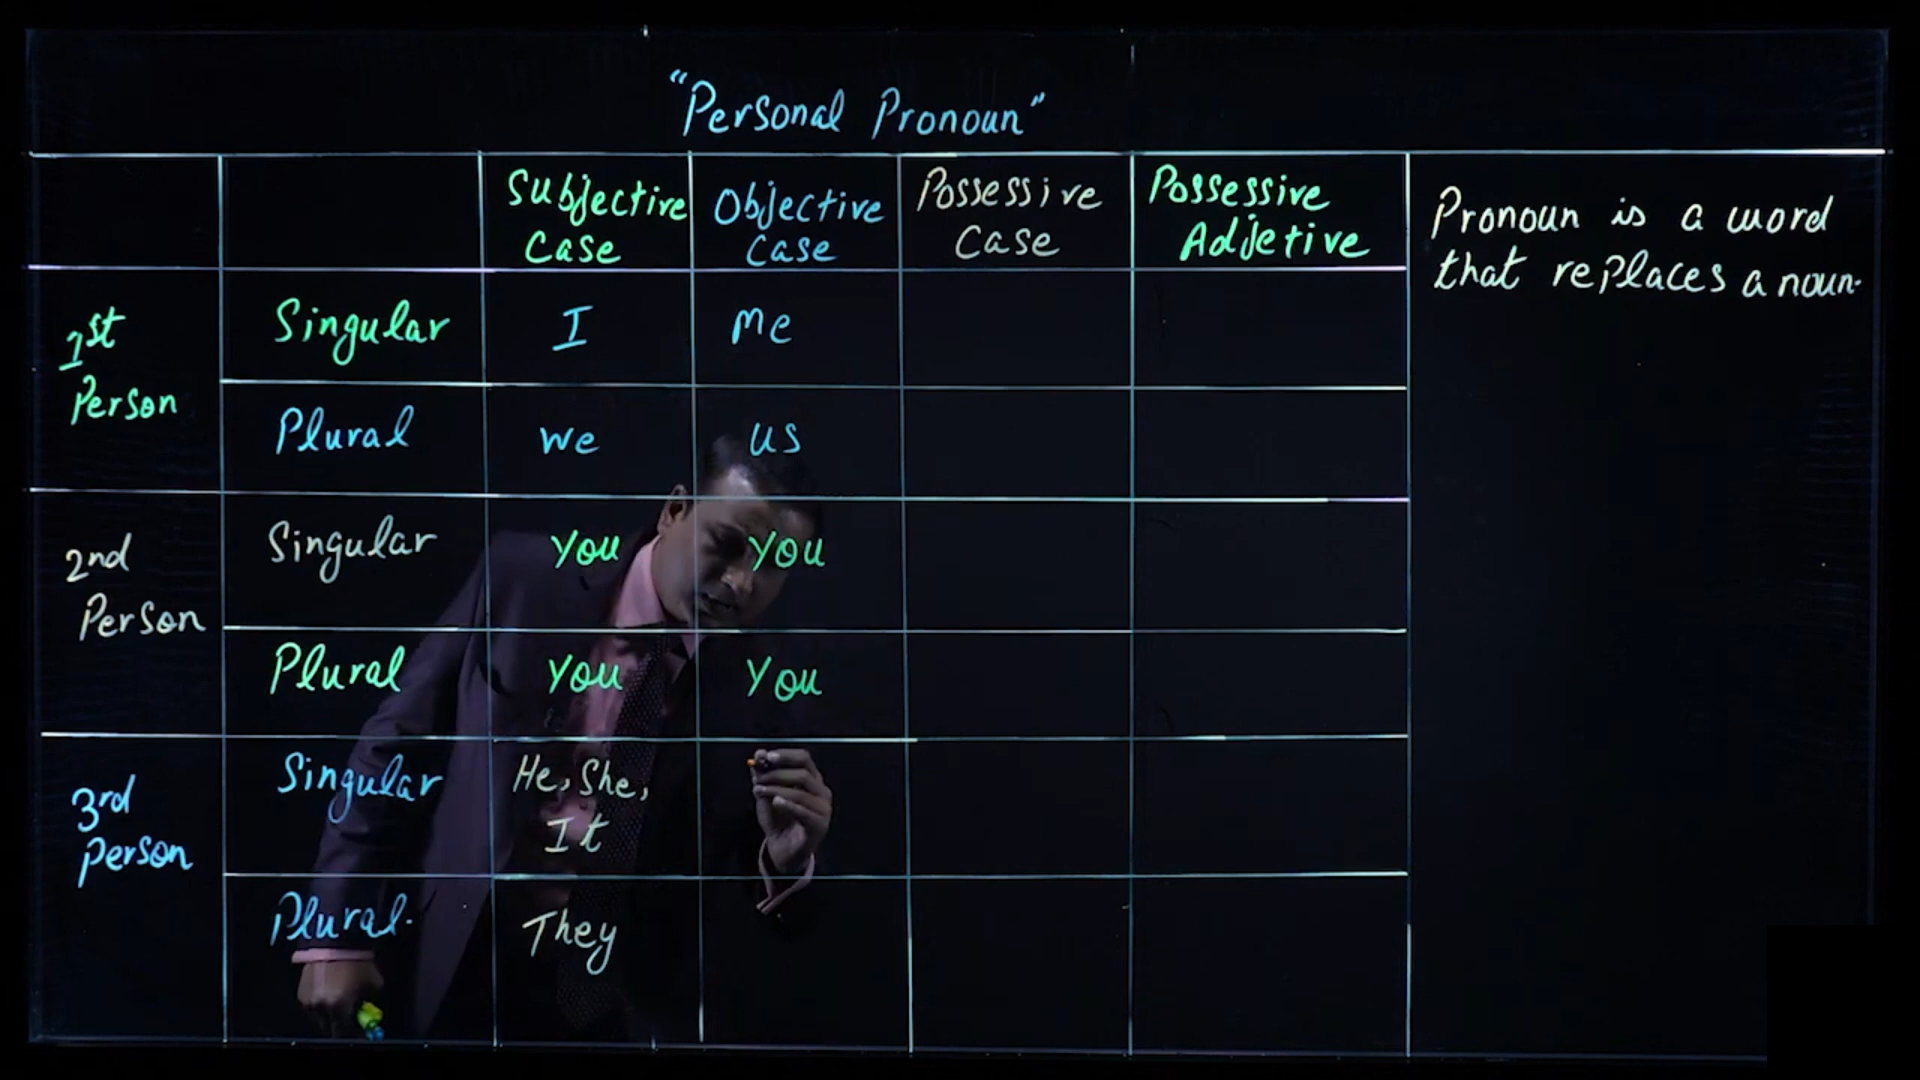 "Personal Pronoun"
Subjective
Case
Objective
Case
Possessive
Case
Possessive
Adjetive
Pronoun is a word
that replaces a noun.
1st
Person
Singular
I
me
Plural
we
us
2nd
Person
Singular
You
You
Plural
You
You
3rd
Person
Singular
He, She,
It
Plural.
They